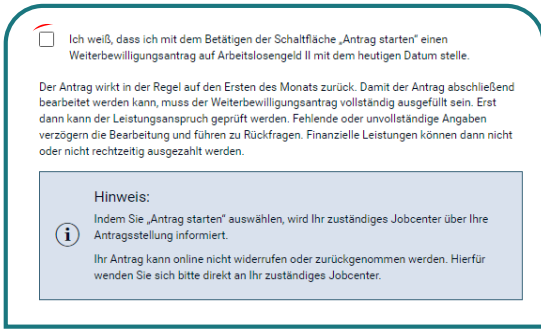 Ich weiß, dass ich mit dem Betätigen der Schaltfläche „Antrag starten“ einen
Weiterbewilligungsantrag auf Arbeitslosengeld II mit dem heutigen Datum stelle.
Der Antrag wirkt in der Regel auf den Ersten des Monats zurück. Damit der Antrag abschließend
bearbeitet werden kann, muss der Weiterbewilligungsantrag vollständig ausgefüllt sein. Erst
dann kann der Leistungsanspruch geprüft werden. Fehlende oder unvollständige Angaben
verzögern die Bearbeitung und führen zu Rückfragen. Finanzielle Leistungen können dann nicht
oder nicht rechtzeitig ausgezahlt werden.
Hinweis:
Indem Sie „Antrag starten“ auswählen, wird Ihr zuständiges Jobcenter über Ihre
Antragsstellung informiert.
Ihr Antrag kann online nicht widerrufen oder zurückgenommen werden. Hierfür
wenden Sie sich bitte direkt an Ihr zuständiges Jobcenter.